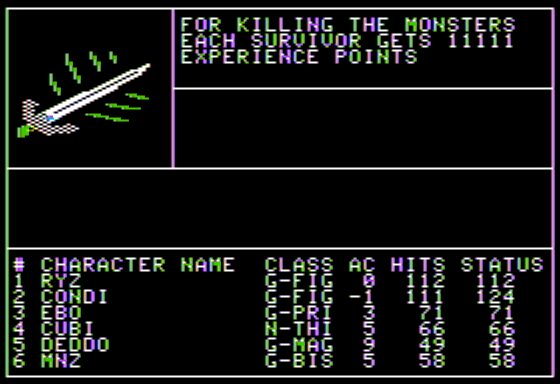 FOR KILLING THE MONSTERS
EACH SURVIVOR GETS 11111
EXPERIENCE POINTS
# CHARACTER NAME CLASS AC HITS STATUS
1 RYZ G-FIG 0 112 112
2 CONDI G-FIG -1 111 124
3 EBO G-PRI 3 71 71
4 CUBI N-THI 5 66 66
5 DEDDO G-MAG 9 49 49
6 MNZ G-BIS 5 58 58